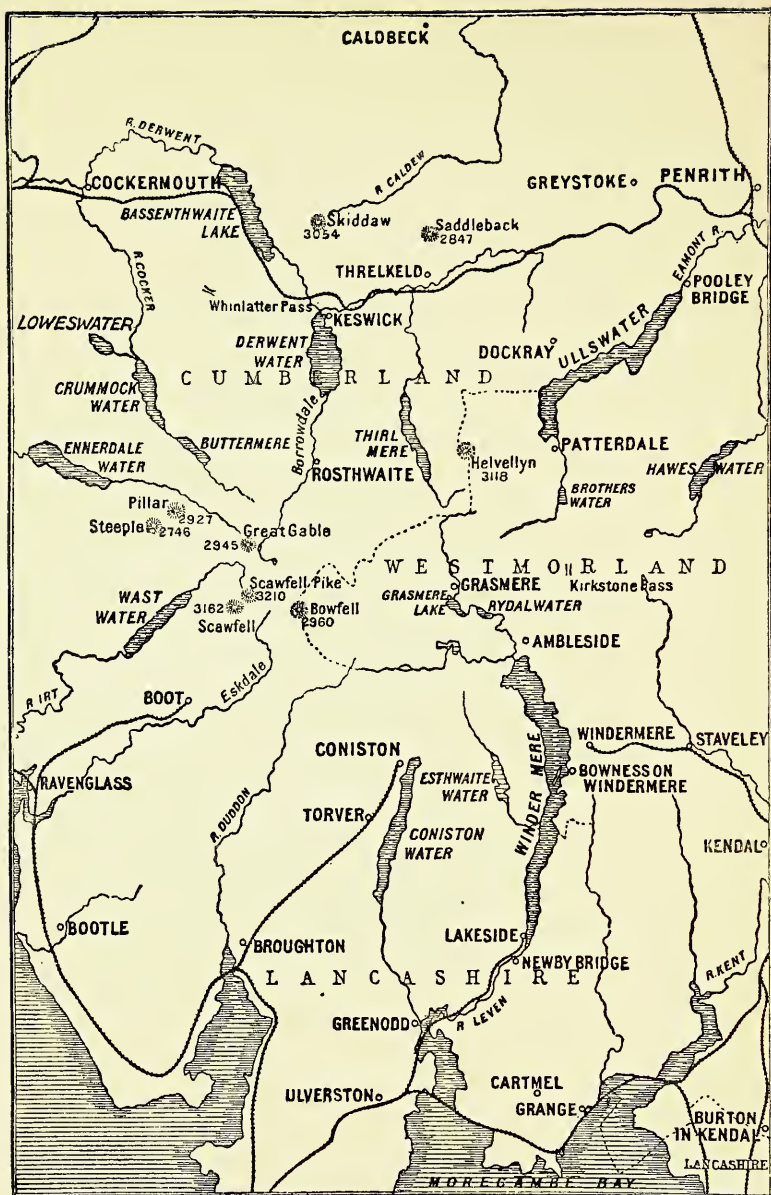 CALDBECK
R. DERWENT
R. CALDEW
COCKERMOUTH
GREYSTOKE
PENRITH
BASSENTHWAITE
LAKE
Skiddaw
3054
Saddleback
2847
EAMONT R.
R. COCKER
THRELKELD
POOLEY
BRIDGE
Whinlatter Pass
KESWICK
LOWESWATER
DERWENT
WATER
DOCKRAY
ULLSWATER
CUMBERLAND
CRUMMOCK
WATER
ENNERDALE
WATER
BUTTERMERE
Borrowdale
THIRL
MERE
Helvellyn
3118
PATTERDALE
HAWES WATER
ROSTHWAITE
BROTHERS
WATER
Pillar
2927
Steeple
2746
Great Gable
2945
WESTMORLAND
Kirkstone Pass
WAST
WATER
Scawfell Pike
3210
3162
Scawfell
Bowfell
2960
GRASMERE
GRASMERE
LAKE
RYDALWATER
AMBLESIDE
R IRT
BOOT
Eskdale
WINDERMERE
STAVELEY
CONISTON
ESTHWAITE
WATER
BOWNESS ON
WINDERMERE
RAVENGLASS
R. DUDDON
TORVER
CONISTON
WATER
WINDER MERE
KENDAL
BOOTLE
BROUGHTON
LAKESIDE
NEWBY BRIDGE
R. KENT
LANCASHIRE
GREENODD
R LEVEN
ULVERSTON
CARTMEL
GRANGE
BURTON
IN KENDAL
LANCASHIRE
MORECAMBE BAY